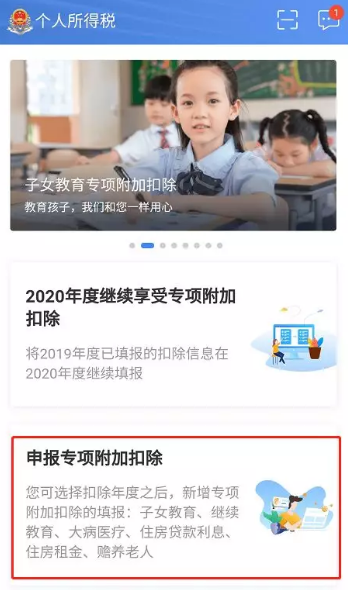 个人所得税
1
子女教育专项附加扣除
教育孩子，我们和您一样用心
2020年度继续享受专项附加
扣除
将2019年度已填报的扣除信息在
2020年度继续填报
申报专项附加扣除
您可选择扣除年度之后，新增专项
附加扣除的填报：子女教育、继续
教育、大病医疗、住房贷款利息、
住房租金、赡养老人